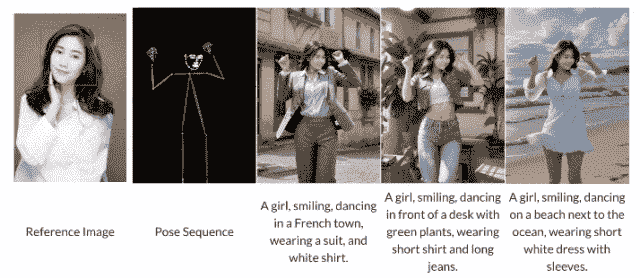 Reference Image
Pose Sequence
A girl, smiling, dancing
in a French town,
wearing a suit, and
white shirt.
A girl, smiling, dancing
in front of a desk with
green plants, wearing
short shirt and long
jeans.
A girl, smiling, dancing
on a beach next to the
ocean, wearing short
white dress with
sleeves.